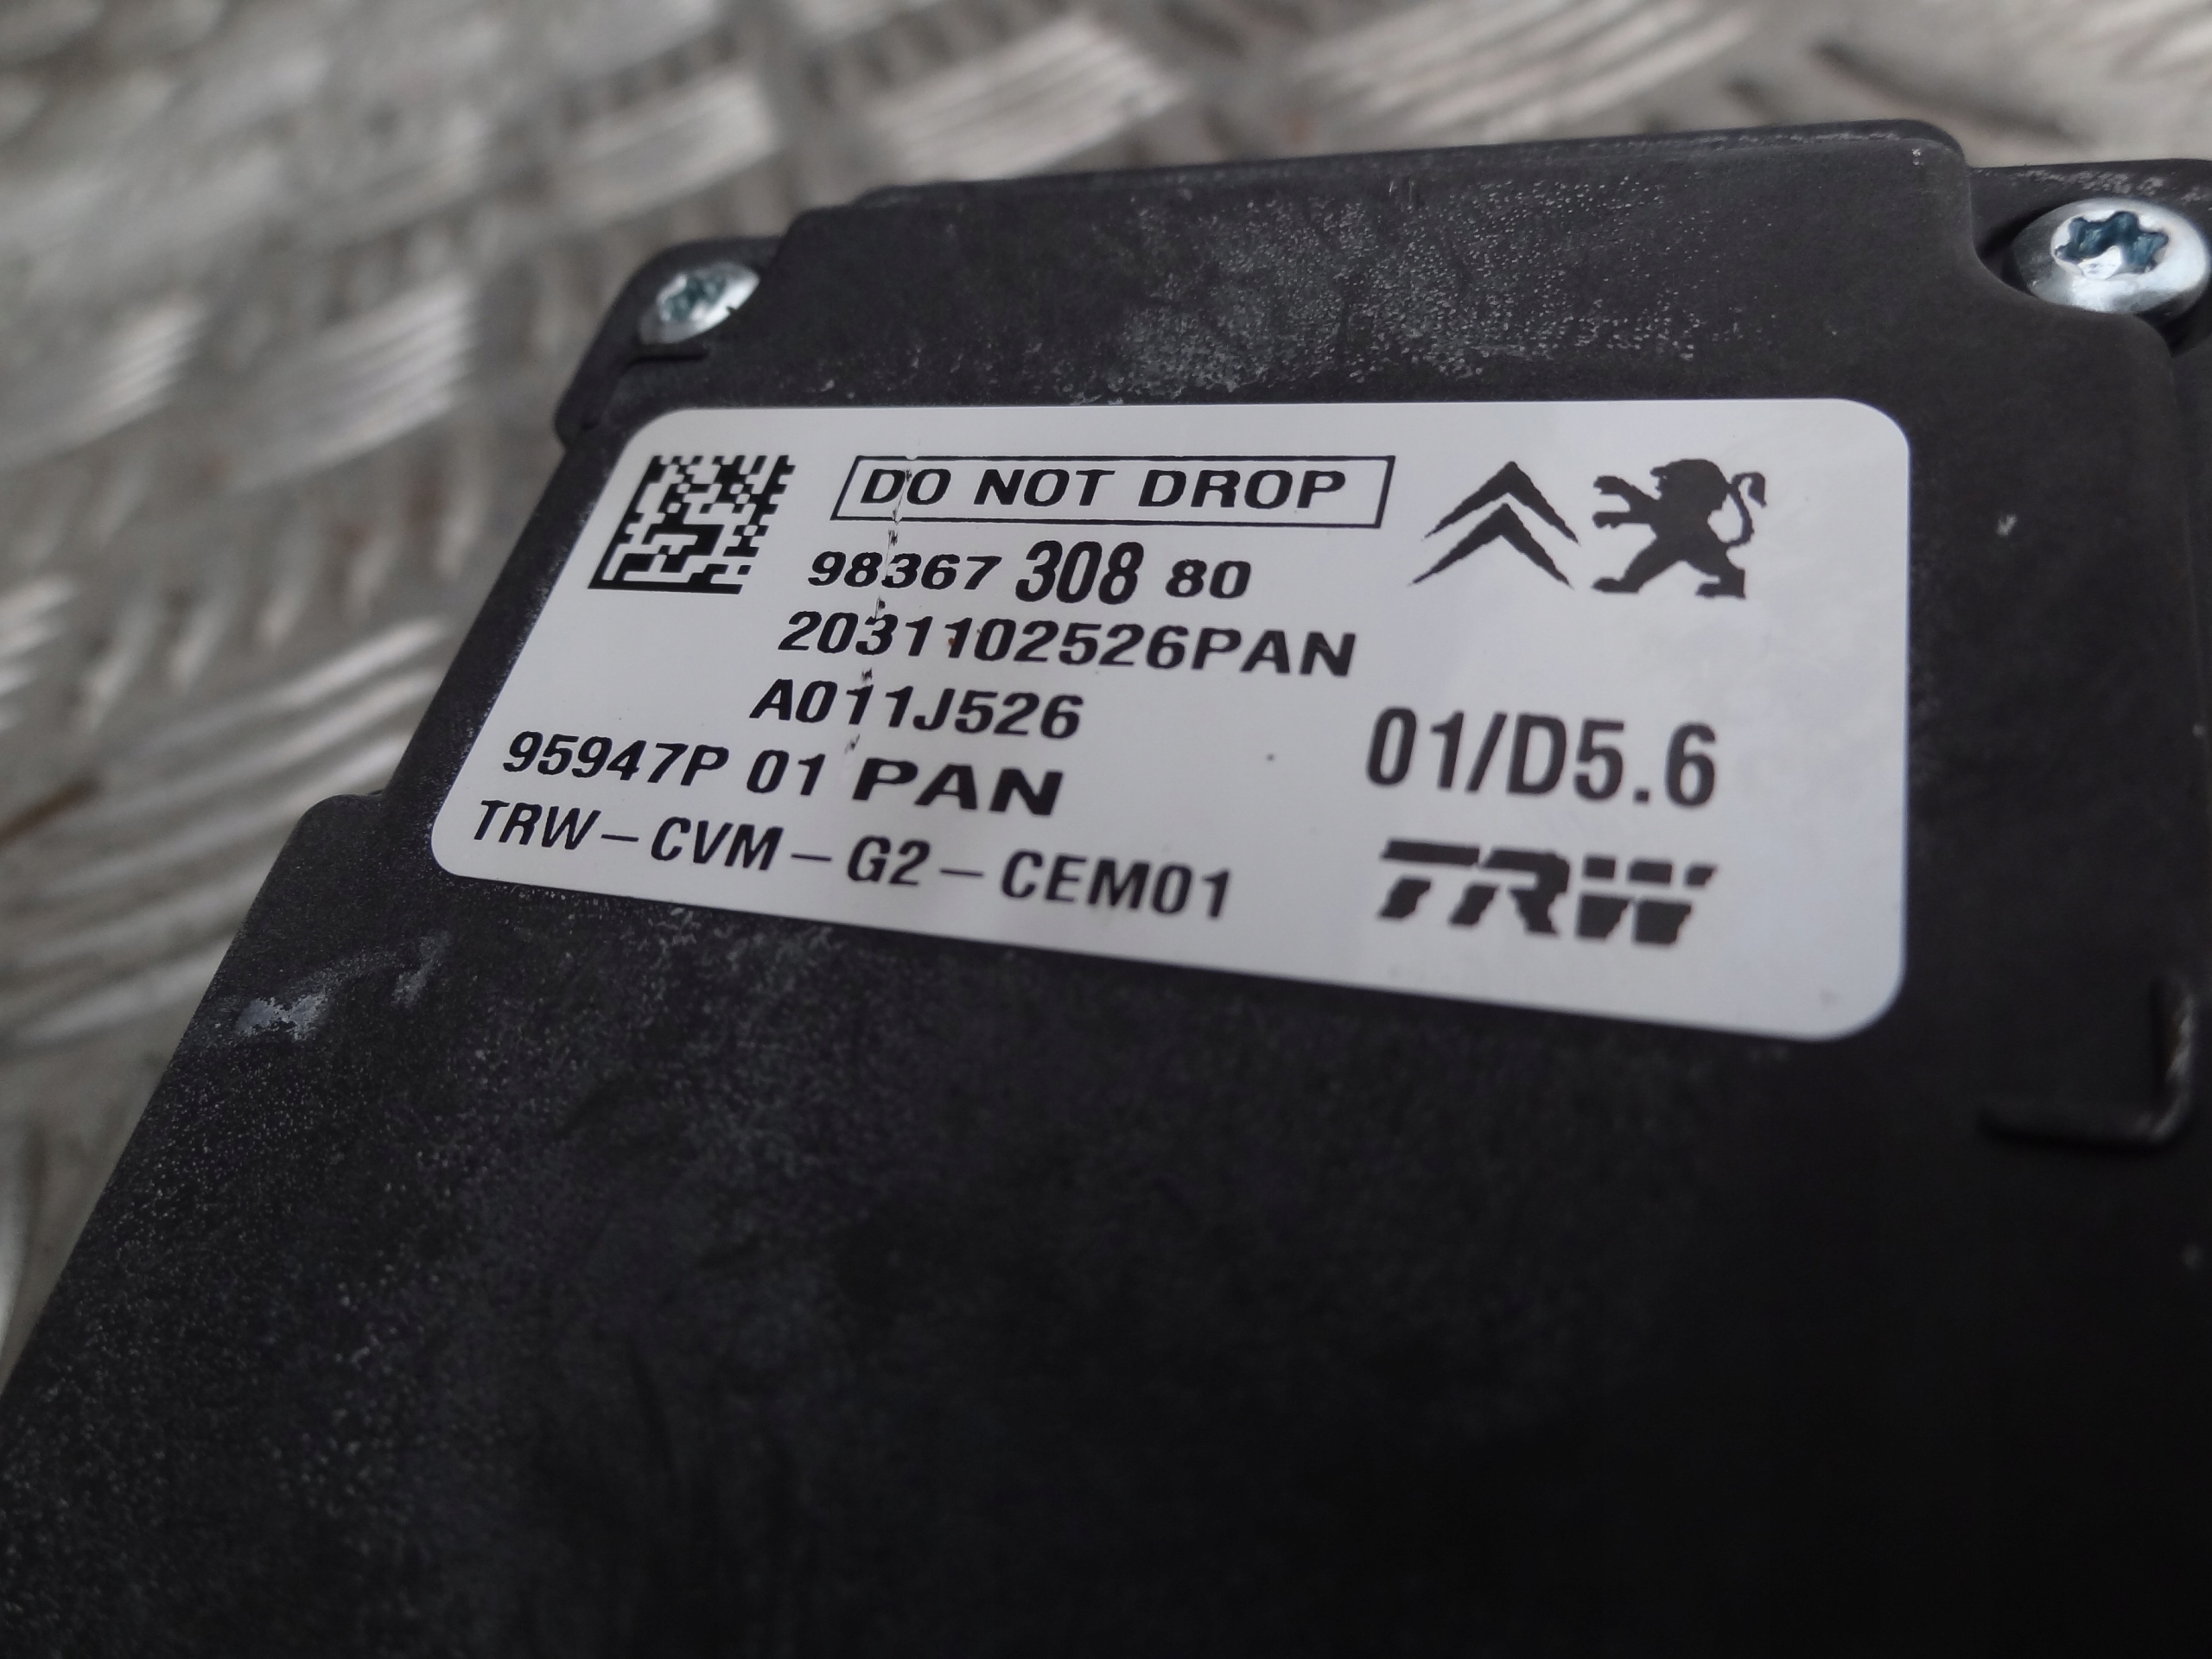 DO NOT DROP
98367 308 80
2031102526PAN
A011J526
95947P 01 PAN
01/D5.6
TRW-CVM-G2-CEM01
TRW